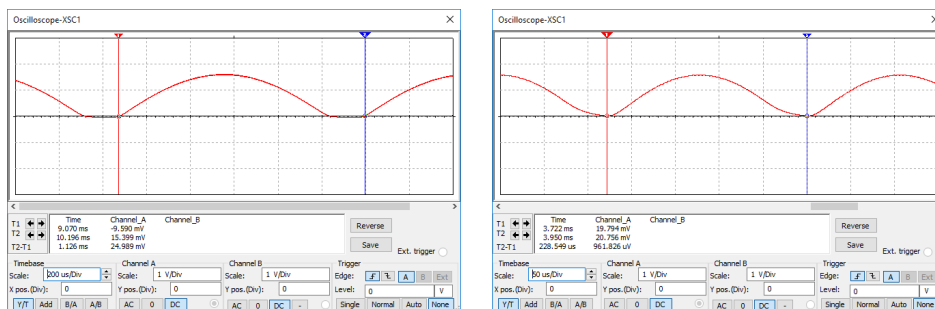 Oscilloscope-XSC1
T1
T2
T2-T1
Time Channel_A Channel_B
9.070 ms -9.590 mV
10.196 ms 15.399 mV
1.126 ms 24.989 mV
Reverse
Save
Ext. trigger
Timebase
Scale: 200 us/Div
X pos.(Div): 0
Y/T Add B/A A/B
Channel A
Scale: 1 V/Div
Y pos.(Div): 0
AC 0 DC
Channel B
Scale: 1 V/Div
Y pos.(Div): 0
AC 0 DC -
Trigger
Edge: A B Ext
Level: 0 V
Single Normal Auto None
Oscilloscope-XSC1
T1
T2
T2-T1
Time Channel_A Channel_B
3.722 ms 19.794 mV
3.950 ms 20.756 mV
228.549 us 961.826 uV
Reverse
Save
Ext. trigger
Timebase
Scale: 50 us/Div
X pos.(Div): 0
Y/T Add B/A A/B
Channel A
Scale: 1 V/Div
Y pos.(Div): 0
AC 0 DC
Channel B
Scale: 1 V/Div
Y pos.(Div): 0
AC 0 DC -
Trigger
Edge: A B Ext
Level: 0 V
Single Normal Auto None